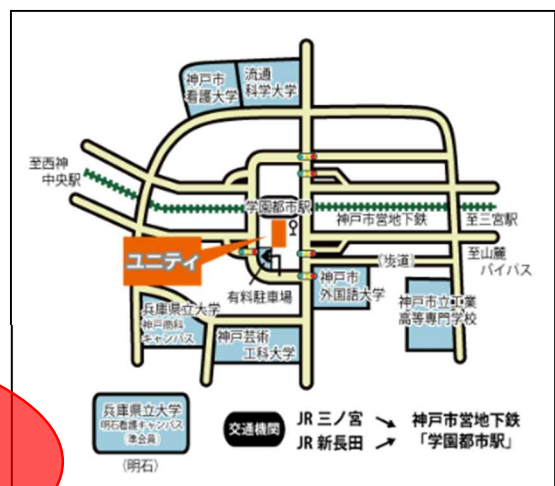 神戸市
看護大学
流通
科学大学
至西神
中央駅
学園都市駅
神戸市営地下鉄
至三宮駅
ユニティ
(歩道)
至山麓
バイパス
有料駐車場
神戸市
外国語大学
兵庫県立大学
神戸商科
キャンパス
神戸芸術
工科大学
神戸市立工業
高等専門学校
兵庫県立大学
明石看護キャンパス
(準会員)
(明石)
交通機関
JR 三ノ宮
JR 新長田
神戸市営地下鉄
「学園都市駅」